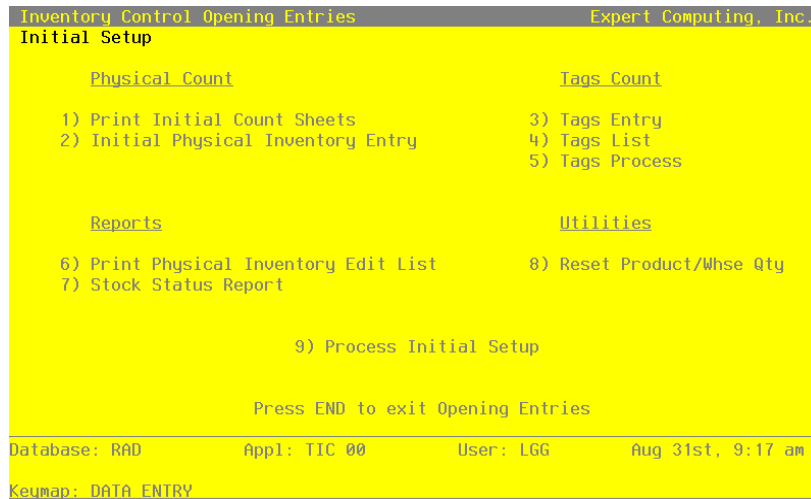 Inventory Control Opening Entries Expert Computing, Inc.
Initial Setup
Physical Count Tags Count
1) Print Initial Count Sheets 3) Tags Entry
2) Initial Physical Inventory Entry 4) Tags List
5) Tags Process
Reports Utilities
6) Print Physical Inventory Edit List 8) Reset Product/Whse Qty
7) Stock Status Report
9) Process Initial Setup
Press END to exit Opening Entries
Database: RAD Appl: TIC 00 User: LGG Aug 31st, 9:17 am
Keymap: DATA ENTRY